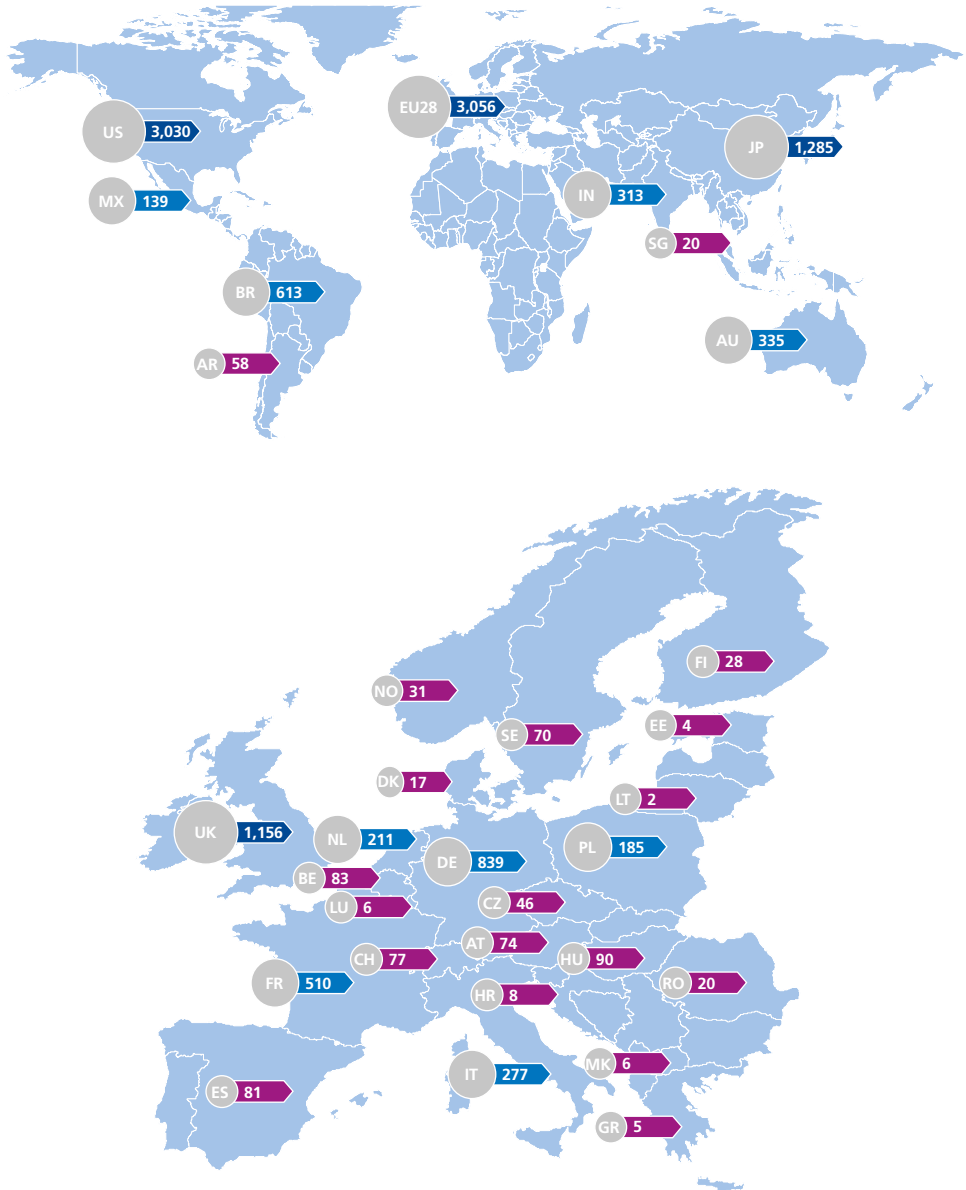 EU28 3,056
US 3,030
JP 1,285
MX 139
IN 313
SG 20
BR 613
AU 335
AR 58
FI 28
NO 31
EE 4
SE 70
DK 17
LT 2
UK 1,156
NL 211
PL 185
DE 839
BE 83
CZ 46
LU 6
AT 74
CH 77
HU 90
FR 510
RO 20
HR 8
MK 6
IT 277
ES 81
GR 5